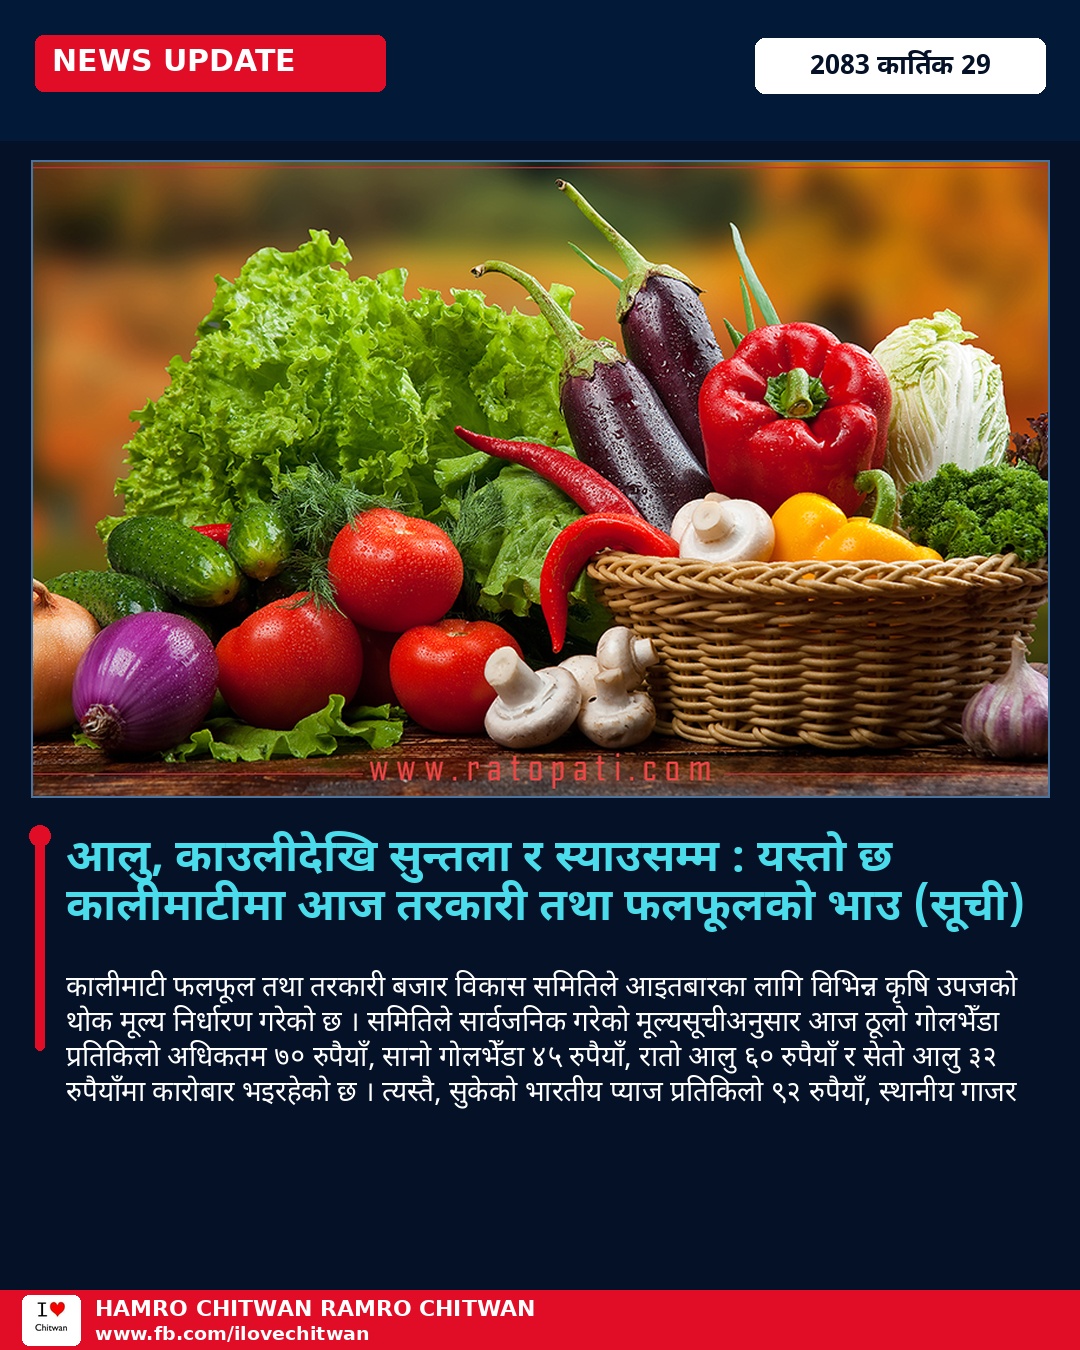 NEWS UPDATE
2083 कार्तिक 29
www.ratopati.com
आलु, काउलीदेखि सुन्तला र स्याउसम्म : यस्तो छ
कालीमाटीमा आज तरकारी तथा फलफूलको भाउ (सूची)
कालीमाटी फलफूल तथा तरकारी बजार विकास समितिले आइतबारका लागि विभिन्न कृषि उपजको
थोक मूल्य निर्धारण गरेको छ । समितिले सार्वजनिक गरेको मूल्यसूचीअनुसार आज ठूलो गोलभेँडा
प्रतिकिलो अधिकतम ७० रुपैयाँ, सानो गोलभेँडा ४५ रुपैयाँ, रातो आलु ६० रुपैयाँ र सेतो आलु ३२
रुपैयाँमा कारोबार भइरहेको छ । त्यस्तै, सुकेको भारतीय प्याज प्रतिकिलो ९२ रुपैयाँ, स्थानीय गाजर
I ❤
Chitwan
HAMRO CHITWAN RAMRO CHITWAN
www.fb.com/ilovechitwan